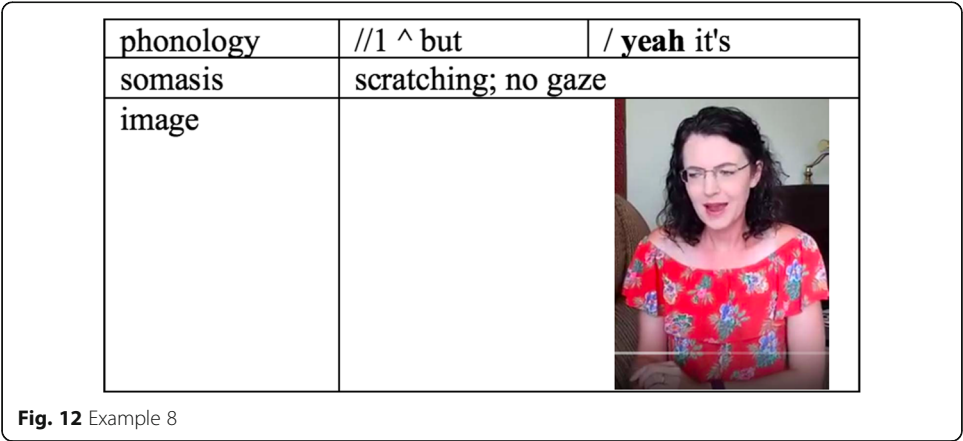 phonology //1 ^ but / yeah it's
somasis scratching; no gaze
image
Fig. 12 Example 8